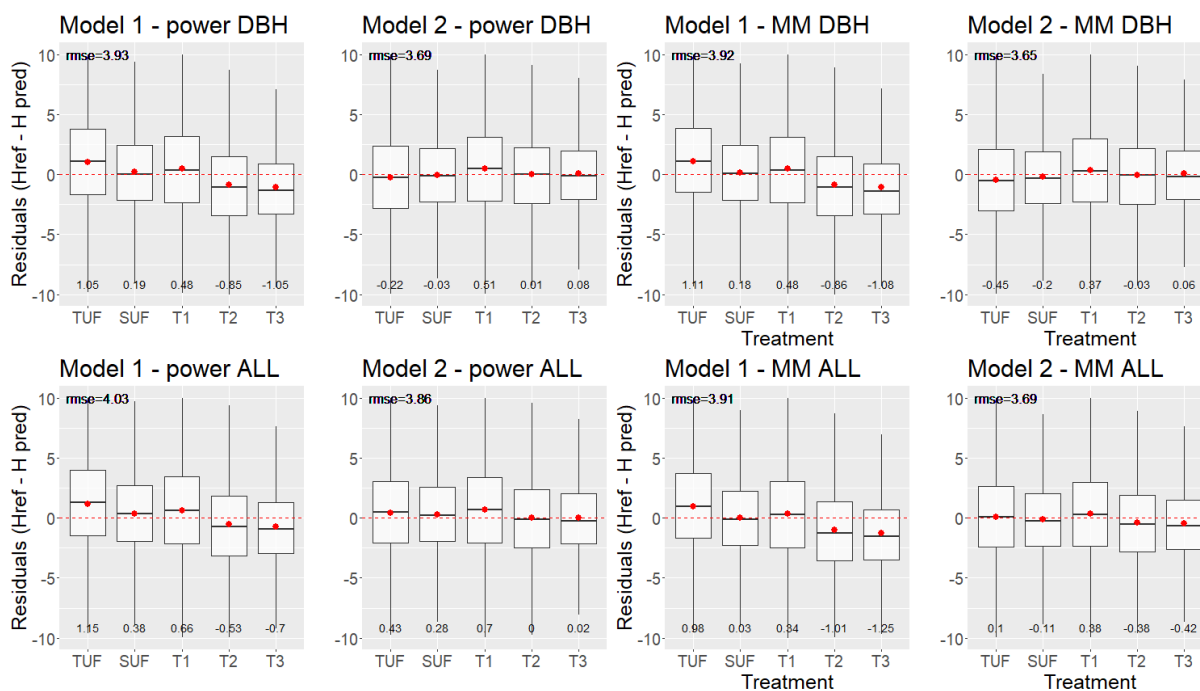 Model 1 - power DBH
Model 2 - power DBH
Model 1 - MM DBH
Model 2 - MM DBH
Residuals (Href - H pred)
10
5
0
-5
-10
rmse=3.93
1.05 0.19 0.48 -0.85 -1.05
TUF SUF T1 T2 T3
10
5
0
-5
-10
rmse=3.69
-0.22 -0.03 0.51 0.01 0.08
TUF SUF T1 T2 T3
Residuals (Href - H pred)
10
5
0
-5
-10
rmse=3.92
1.11 0.18 0.48 -0.86 -1.08
TUF SUF T1 T2 T3
Treatment
10
5
0
-5
-10
rmse=3.65
-0.45 -0.2 0.37 -0.03 0.06
TUF SUF T1 T2 T3
Treatment
Model 1 - power ALL
Model 2 - power ALL
Model 1 - MM ALL
Model 2 - MM ALL
Residuals (Href - H pred)
10
5
0
-5
-10
rmse=4.03
1.15 0.38 0.66 -0.53 -0.7
TUF SUF T1 T2 T3
10
5
0
-5
-10
rmse=3.86
0.43 0.28 0.7 0 0.02
TUF SUF T1 T2 T3
Residuals (Href - H pred)
10
5
0
-5
-10
rmse=3.91
0.98 0.03 0.34 -1.01 -1.25
TUF SUF T1 T2 T3
Treatment
10
5
0
-5
-10
rmse=3.69
0.1 -0.11 0.38 -0.38 -0.42
TUF SUF T1 T2 T3
Treatment